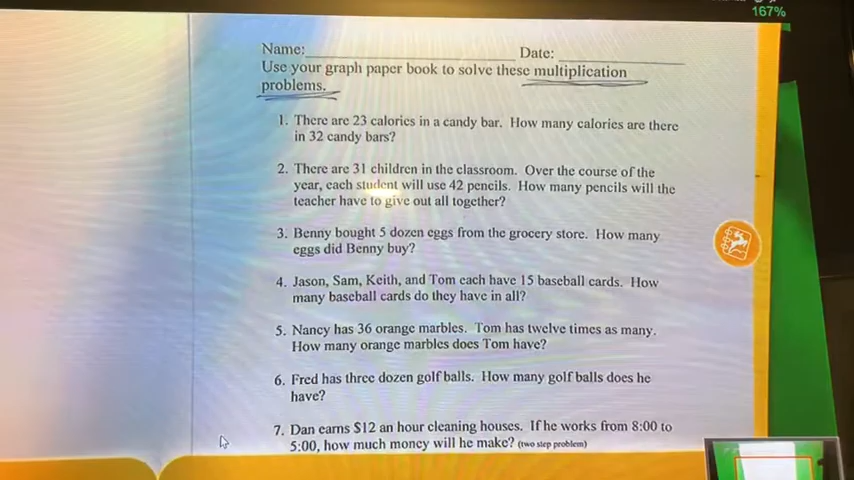 167%
Name: Date:
Use your graph paper book to solve these multiplication
problems.
1. There are 23 calories in a candy bar. How many calories are there
in 32 candy bars?
2. There are 31 children in the classroom. Over the course of the
year, each student will use 42 pencils. How many pencils will the
teacher have to give out all together?
3. Benny bought 5 dozen eggs from the grocery store. How many
eggs did Benny buy?
4. Jason, Sam, Keith, and Tom each have 15 baseball cards. How
many baseball cards do they have in all?
5. Nancy has 36 orange marbles. Tom has twelve times as many.
How many orange marbles does Tom have?
6. Fred has three dozen golf balls. How many golf balls does he
have?
7. Dan earns $12 an hour cleaning houses. If he works from 8:00 to
5:00, how much money will he make? (two step problem)